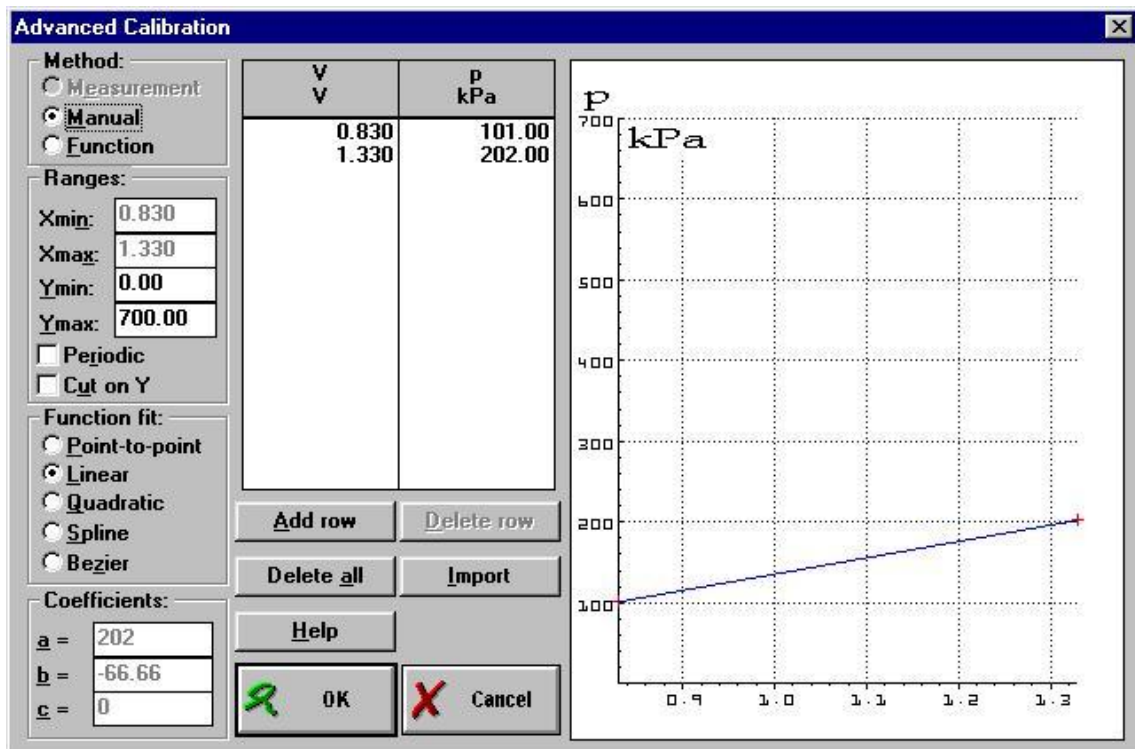 Advanced Calibration
Method:
Measurement
Manual
Function
Ranges:
Xmin: 0.830
Xmax: 1.330
Ymin: 0.00
Ymax: 700.00
Periodic
Cut on Y
Function fit:
Point-to-point
Linear
Quadratic
Spline
Bezier
Coefficients:
a = 202
b = -66.66
c = 0
V p
V kPa
0.830 101.00
1.330 202.00
Add row Delete row
Delete all Import
Help
OK Cancel
p
kPa
700
600
500
400
300
200
100
0.9 1.0 1.1 1.2 1.3